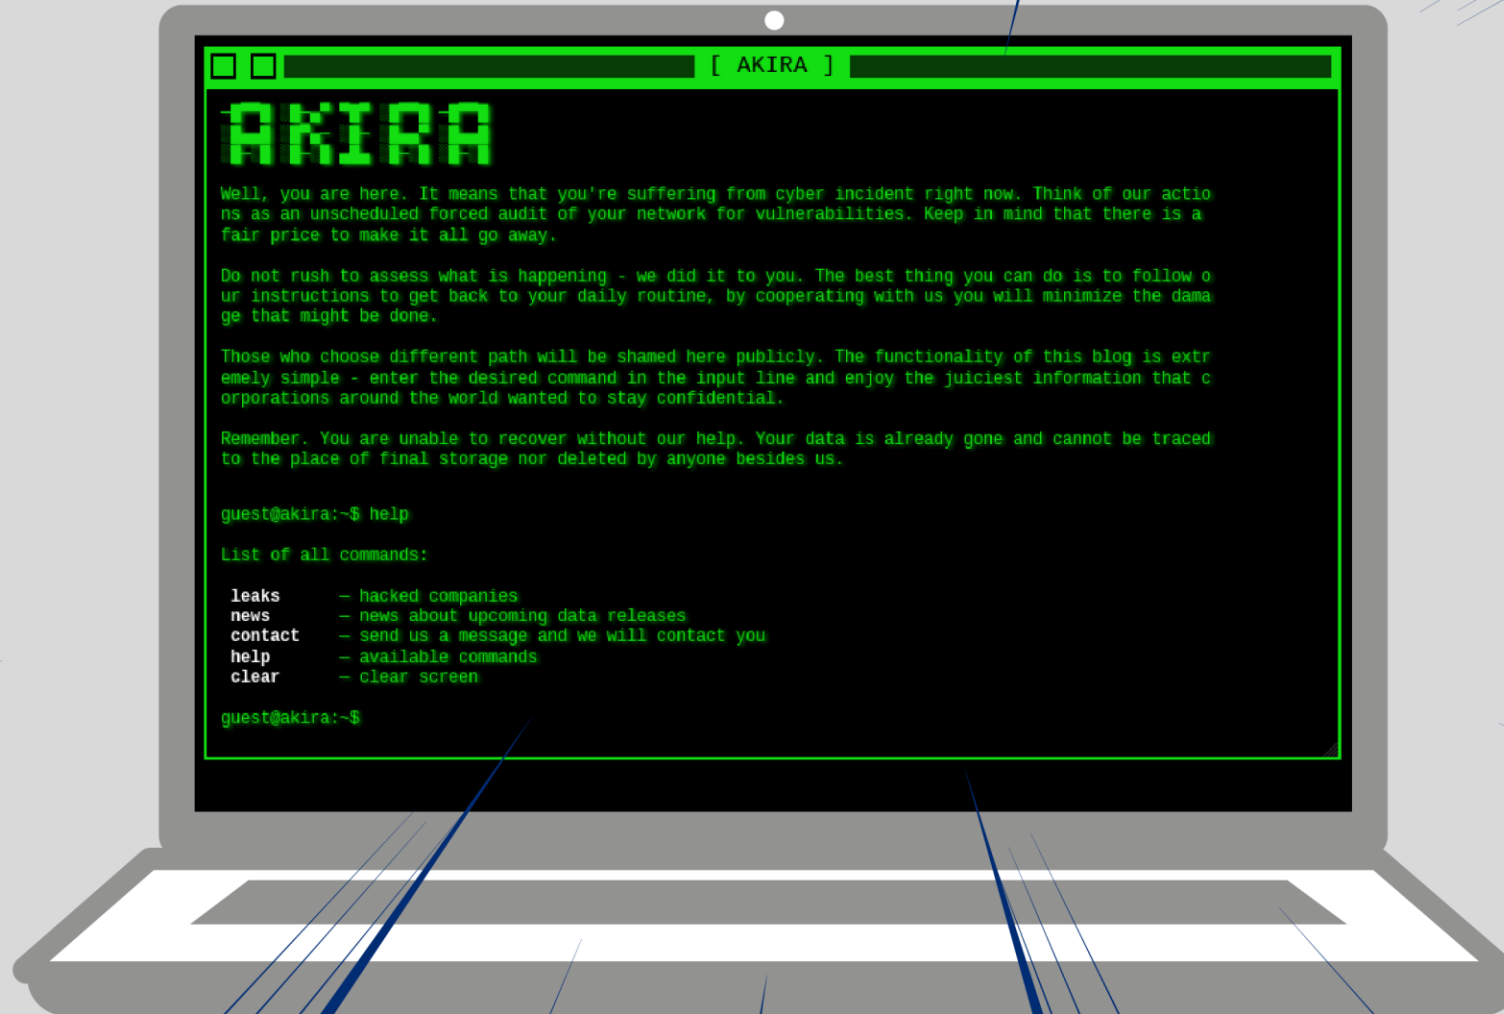 [ AKIRA ]
AKIRA
Well, you are here. It means that you're suffering from cyber incident right now. Think of our actio
ns as an unscheduled forced audit of your network for vulnerabilities. Keep in mind that there is a
fair price to make it all go away.
Do not rush to assess what is happening - we did it to you. The best thing you can do is to follow o
ur instructions to get back to your daily routine, by cooperating with us you will minimize the dama
ge that might be done.
Those who choose different path will be shamed here publicly. The functionality of this blog is extr
emely simple - enter the desired command in the input line and enjoy the juiciest information that c
orporations around the world wanted to stay confidential.
Remember. You are unable to recover without our help. Your data is already gone and cannot be traced
to the place of final storage nor deleted by anyone besides us.
guest@akira:~$ help
List of all commands:
leaks — hacked companies
news — news about upcoming data releases
contact — send us a message and we will contact you
help — available commands
clear — clear screen
guest@akira:~$